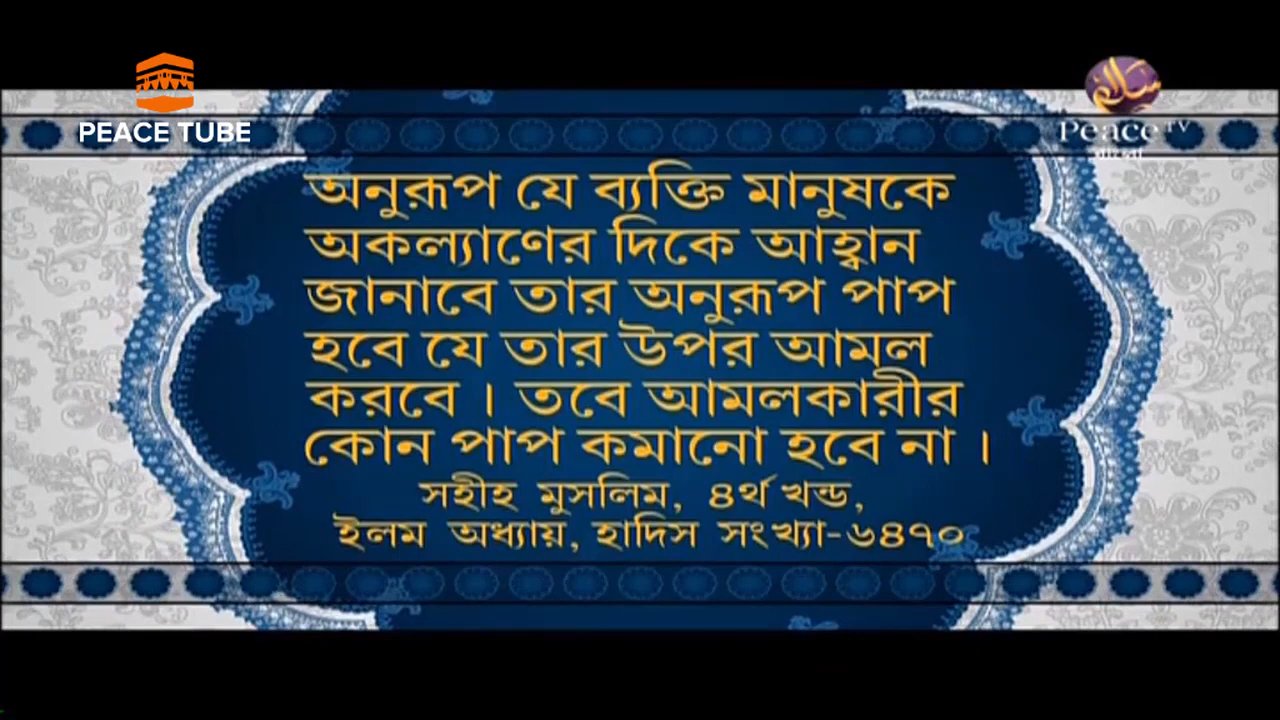 PEACE TUBE
سلام
Peace TV
বাংলা
অনুরূপ যে ব্যক্তি মানুষকে
অকল্যাণের দিকে আহ্বান
জানাবে তার অনুরূপ পাপ
হবে যে তার উপর আমল
করবে । তবে আমলকারীর
কোন পাপ কমানো হবে না ।
সহীহ মুসলিম, ৪র্থ খন্ড,
ইলম অধ্যায়, হাদিস সংখ্যা-৬৪৭০